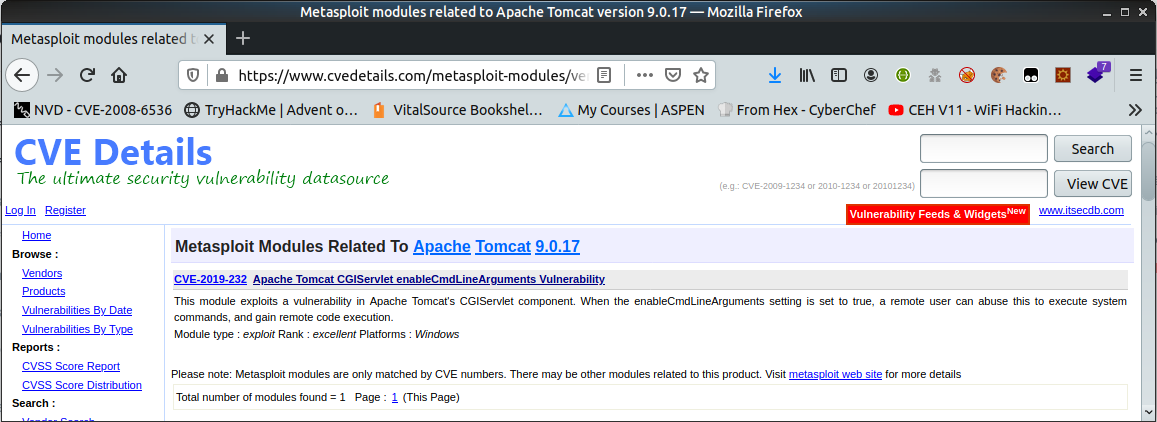 Metasploit modules related to Apache Tomcat version 9.0.17 — Mozilla Firefox
Metasploit modules related t
https://www.cvedetails.com/metasploit-modules/ve
7
NVD - CVE-2008-6536 TryHackMe | Advent o… VitalSource Bookshel… My Courses | ASPEN From Hex - CyberChef CEH V11 - WiFi Hackin…
CVE Details
The ultimate security vulnerability datasource
Search
(e.g.: CVE-2009-1234 or 2010-1234 or 20101234) View CVE
Log In Register
Vulnerability Feeds & WidgetsNew www.itsecdb.com
Home
Browse :
Vendors
Products
Vulnerabilities By Date
Vulnerabilities By Type
Reports :
CVSS Score Report
CVSS Score Distribution
Search :
Vendor Search
Metasploit Modules Related To Apache Tomcat 9.0.17
CVE-2019-232 Apache Tomcat CGIServlet enableCmdLineArguments Vulnerability
This module exploits a vulnerability in Apache Tomcat's CGIServlet component. When the enableCmdLineArguments setting is set to true, a remote user can abuse this to execute system
commands, and gain remote code execution.
Module type : exploit Rank : excellent Platforms : Windows
Please note: Metasploit modules are only matched by CVE numbers. There may be other modules related to this product. Visit metasploit web site for more details
Total number of modules found = 1 Page : 1 (This Page)